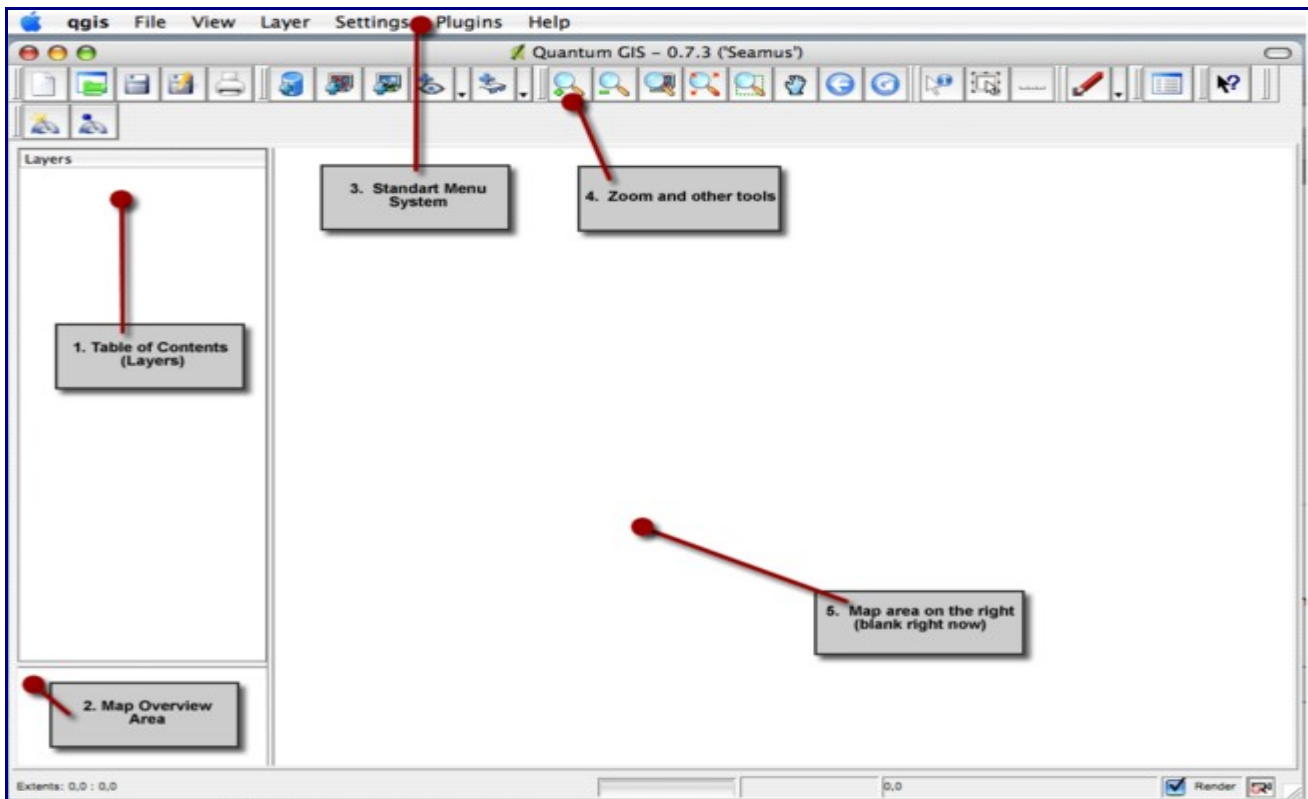 qgis File View Layer Settings Plugins Help
Quantum GIS - 0.7.3 ('Seamus')
Layers
3. Standart Menu
System
4. Zoom and other tools
1. Table of Contents
(Layers)
5. Map area on the right
(blank right now)
2. Map Overview
Area
Extents: 0,0 : 0,0
0,0
Render